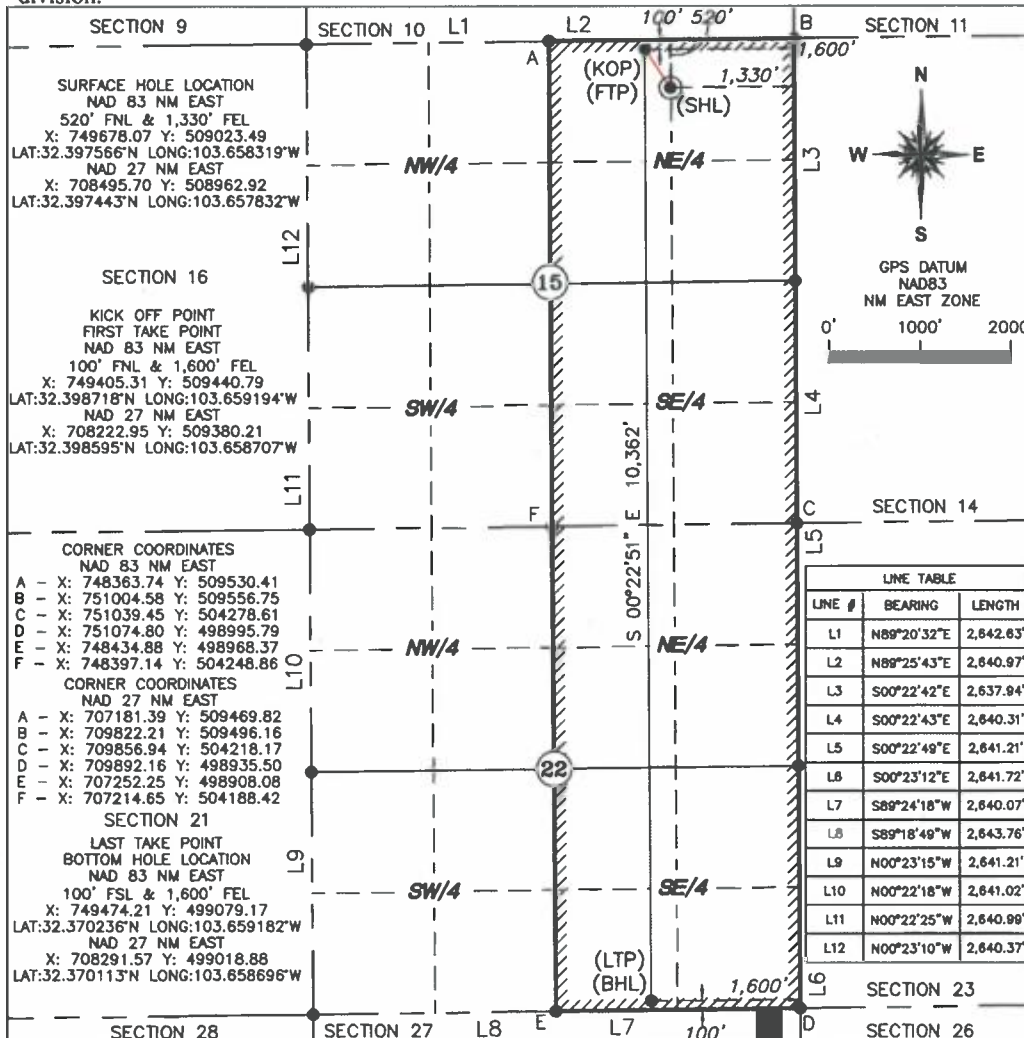 division.
SECTION 9
SECTION 10
L1
L2
100' 520'
B
SECTION 11
A
1,600'
(KOP)
(FTP)
1,330'
(SHL)
SURFACE HOLE LOCATION
NAD 83 NM EAST
520' FNL & 1,330' FEL
X: 749678.07 Y: 509023.49
LAT:32.397566°N LONG:103.658319°W
NAD 27 NM EAST
X: 708495.70 Y: 508962.92
LAT:32.397443°N LONG:103.657832°W
N
W
E
S
NW/4
NE/4
L3
L12
SECTION 16
15
GPS DATUM
NAD83
NM EAST ZONE
0' 1000' 2000
KICK OFF POINT
FIRST TAKE POINT
NAD 83 NM EAST
100' FNL & 1,600' FEL
X: 749405.31 Y: 509440.79
LAT:32.398718°N LONG:103.659194°W
NAD 27 NM EAST
X: 708222.95 Y: 509380.21
LAT:32.398595°N LONG:103.658707°W
SW/4
SE/4
L4
L11
S 00°22'51" E 10,362'
F
C
SECTION 14
L5
CORNER COORDINATES
NAD 83 NM EAST
A - X: 748363.74 Y: 509530.41
B - X: 751004.58 Y: 509556.75
C - X: 751039.45 Y: 504278.61
D - X: 751074.80 Y: 498995.79
E - X: 748434.88 Y: 498968.37
F - X: 748397.14 Y: 504248.86
CORNER COORDINATES
NAD 27 NM EAST
A - X: 707181.39 Y: 509469.82
B - X: 709822.21 Y: 509496.16
C - X: 709856.94 Y: 504218.17
D - X: 709892.16 Y: 498935.50
E - X: 707252.25 Y: 498908.08
F - X: 707214.65 Y: 504188.42
L10
NW/4
NE/4
22
SECTION 21
LAST TAKE POINT
BOTTOM HOLE LOCATION
NAD 83 NM EAST
100' FSL & 1,600' FEL
X: 749474.21 Y: 499079.17
LAT:32.370236°N LONG:103.659182°W
NAD 27 NM EAST
X: 708291.57 Y: 499018.88
LAT:32.370113°N LONG:103.658696°W
L9
SW/4
SE/4
LINE TABLE
LINE # BEARING LENGTH
L1 N89°20'32"E 2,642.63'
L2 N89°25'43"E 2,640.97'
L3 S00°22'42"E 2,637.94'
L4 S00°22'43"E 2,640.31'
L5 S00°22'49"E 2,641.21'
L6 S00°23'12"E 2,641.72'
L7 S89°24'18"W 2,640.07'
L8 S89°18'49"W 2,643.76'
L9 N00°23'15"W 2,641.21'
L10 N00°22'18"W 2,641.02'
L11 N00°22'25"W 2,640.99'
L12 N00°23'10"W 2,640.37'
(LTP)
(BHL)
1,600'
L6
SECTION 23
SECTION 28
SECTION 27
L8
E
L7
100'
D
SECTION 26